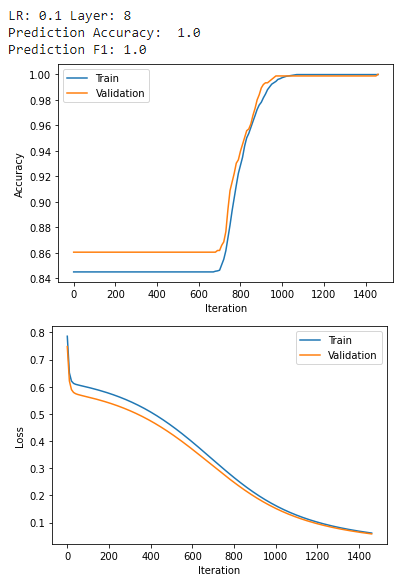 LR: 0.1 Layer: 8
Prediction Accuracy:  1.0
Prediction F1: 1.0
Train
Validation
Accuracy
1.00
0.98
0.96
0.94
0.92
0.90
0.88
0.86
0.84
0 200 400 600 800 1000 1200 1400
Iteration
Train
Validation
Loss
0.8
0.7
0.6
0.5
0.4
0.3
0.2
0.1
0 200 400 600 800 1000 1200 1400
Iteration